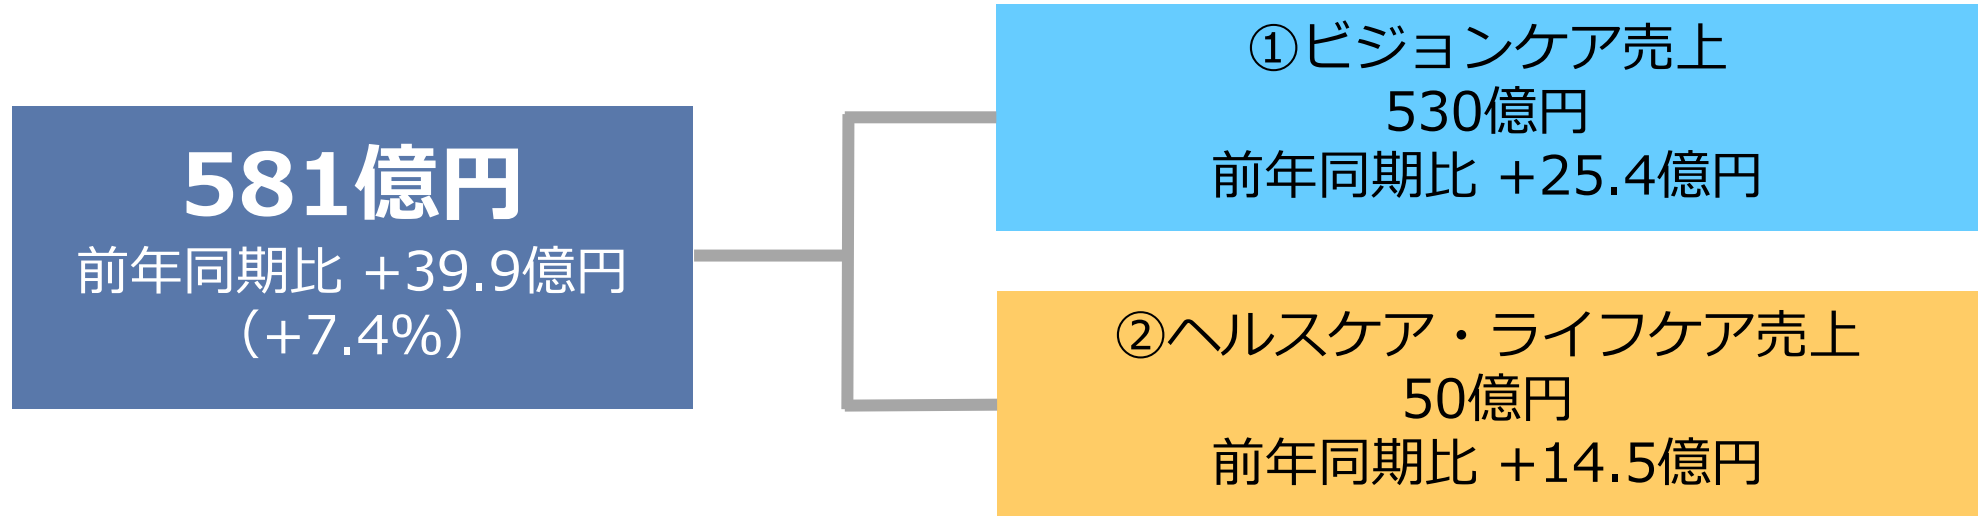 581億円
前年同期比 +39.9億円
（+7.4%）
①ビジョンケア売上
530億円
前年同期比 +25.4億円
②ヘルスケア・ライフケア売上
50億円
前年同期比 +14.5億円